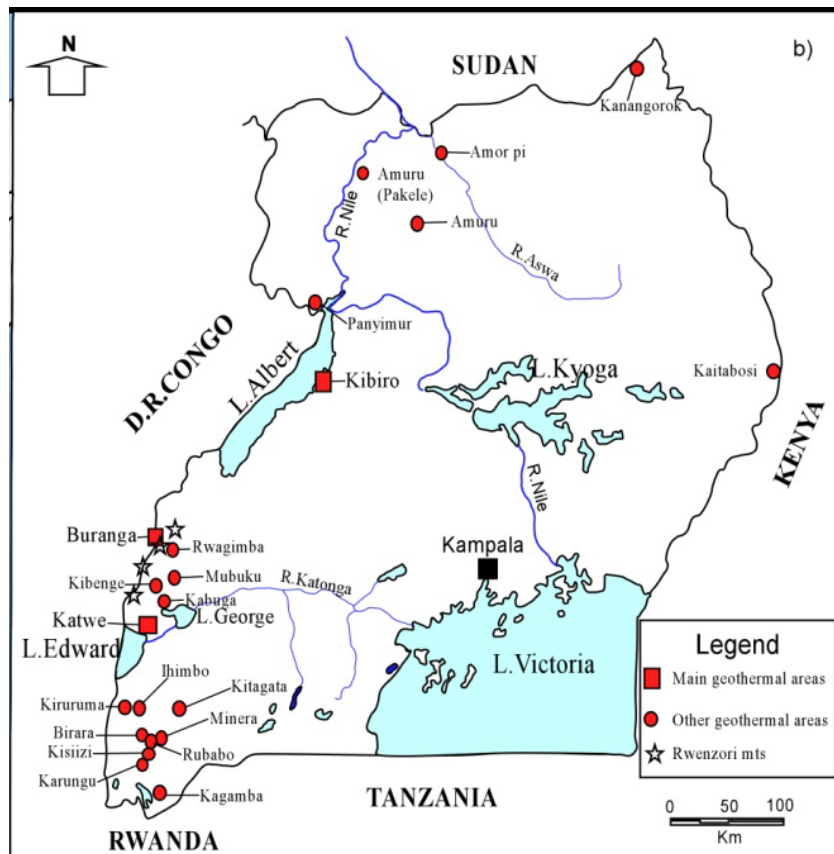 N
SUDAN
b)
Kanangorok
Amor pi
Amuru
(Pakele)
R.Nile
Amuru
R.Aswa
Panyimur
D.R.CONGO
L.Albert
Kibiro
L.Kyoga
Kaitabosi
KENYA
R.Nile
Buranga
Rwagimba
Kampala
Kibenge
Mubuku
R.Katonga
Kabuga
Katwe
L.George
L.Edward
L.Victoria
Ihimbo
Kiruruma
Kitagata
Birara
Minera
Kisiizi
Rubabo
Karungu
Kagamba
TANZANIA
RWANDA
Legend
Main geothermal areas
Other geothermal areas
Rwenzori mts
0 50 100
Km